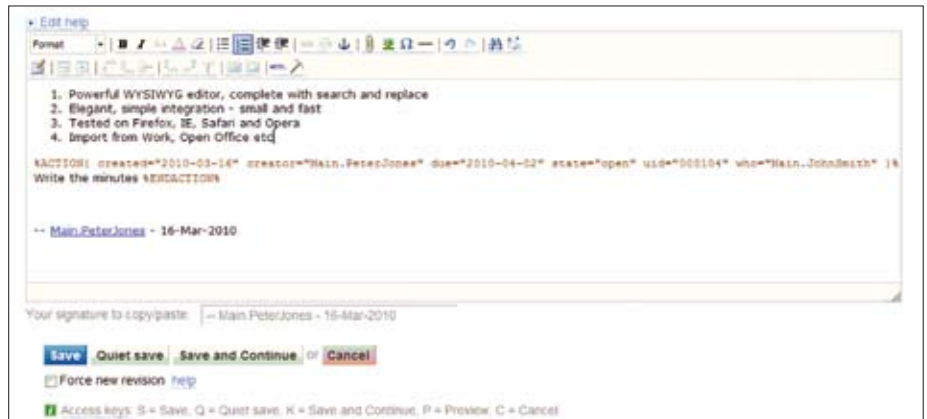 Edit help
Format
1. Powerful WYSIWYG editor, complete with search and replace
2. Elegant, simple integration - small and fast
3. Tested on Firefox, IE, Safari and Opera
4. Import from Work, Open Office etc
%ACTION{ created="2010-03-16" creator="Main.PeterJones" due="2010-04-02" state="open" uid="000104" who="Main.JohnSmith" }%
Write the minutes %ENDACTION%
-- Main.PeterJones - 16-Mar-2010
Your signature to copy/paste: -- Main.PeterJones - 16-Mar-2010
Save Quiet save Save and Continue or Cancel
Force new revision help
Access keys: S = Save, Q = Quiet save, K = Save and Continue, P = Preview, C = Cancel